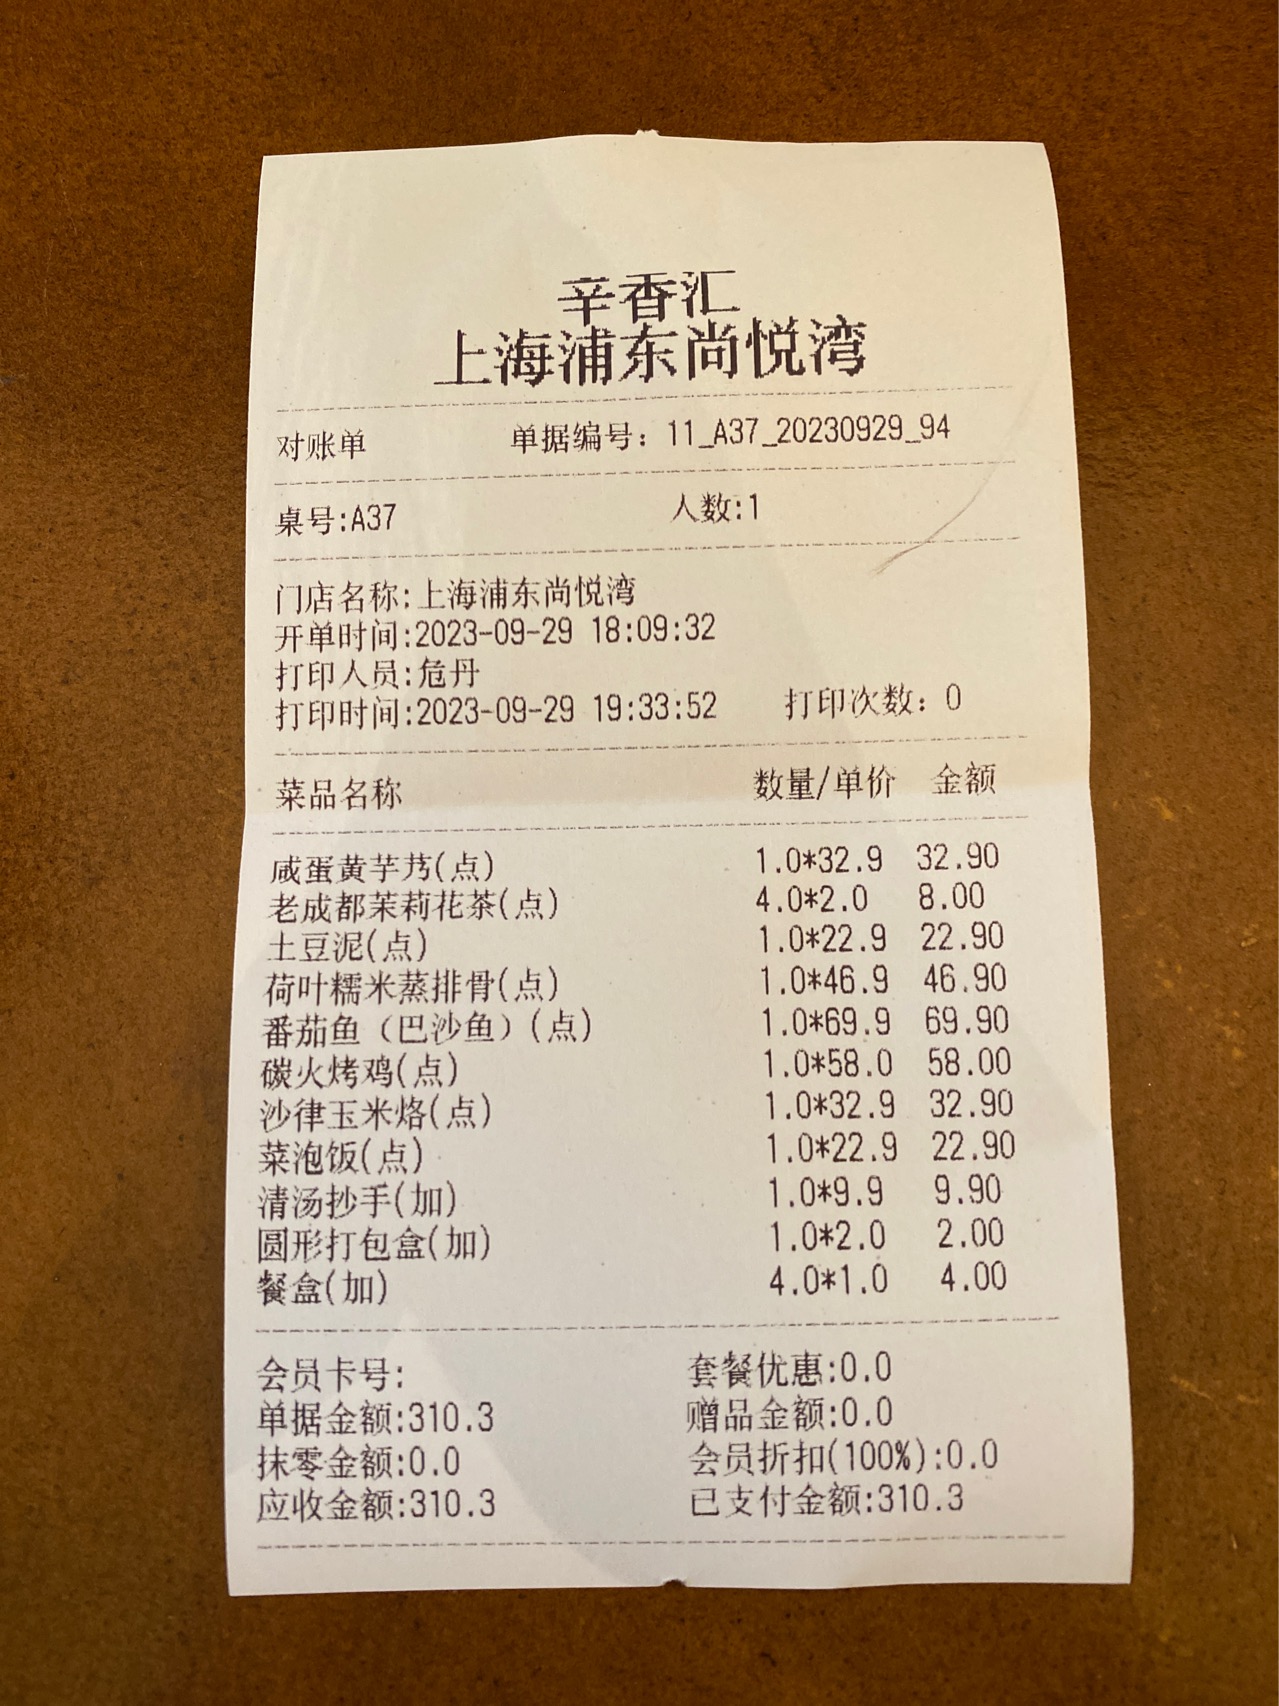 辛香汇
上海浦东尚悦湾
对账单 单据编号：11_A37_20230929_94
桌号:A37 人数:1
门店名称:上海浦东尚悦湾
开单时间:2023-09-29 18:09:32
打印人员:危丹
打印时间:2023-09-29 19:33:52 打印次数：0
菜品名称 数量/单价 金额
咸蛋黄芋艿(点) 1.0*32.9 32.90
老成都茉莉花茶(点) 4.0*2.0 8.00
土豆泥(点) 1.0*22.9 22.90
荷叶糯米蒸排骨(点) 1.0*46.9 46.90
番茄鱼（巴沙鱼）(点) 1.0*69.9 69.90
碳火烤鸡(点) 1.0*58.0 58.00
沙律玉米烙(点) 1.0*32.9 32.90
菜泡饭(点) 1.0*22.9 22.90
清汤抄手(加) 1.0*9.9 9.90
圆形打包盒(加) 1.0*2.0 2.00
餐盒(加) 4.0*1.0 4.00
会员卡号: 套餐优惠:0.0
单据金额:310.3 赠品金额:0.0
抹零金额:0.0 会员折扣(100%):0.0
应收金额:310.3 已支付金额:310.3